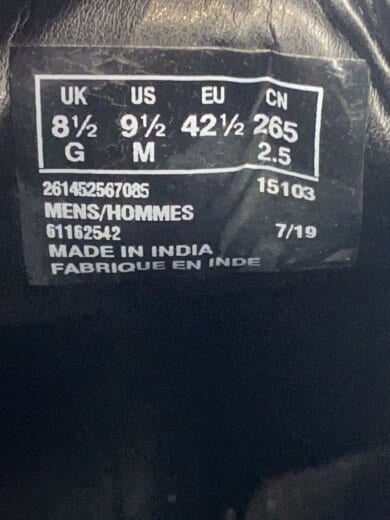 UK US EU CN
8½ 9½ 42½ 265
G M 2.5
261452567085 15103
MENS/HOMMES
61162542 7/19
MADE IN INDIA
FABRIQUE EN INDE